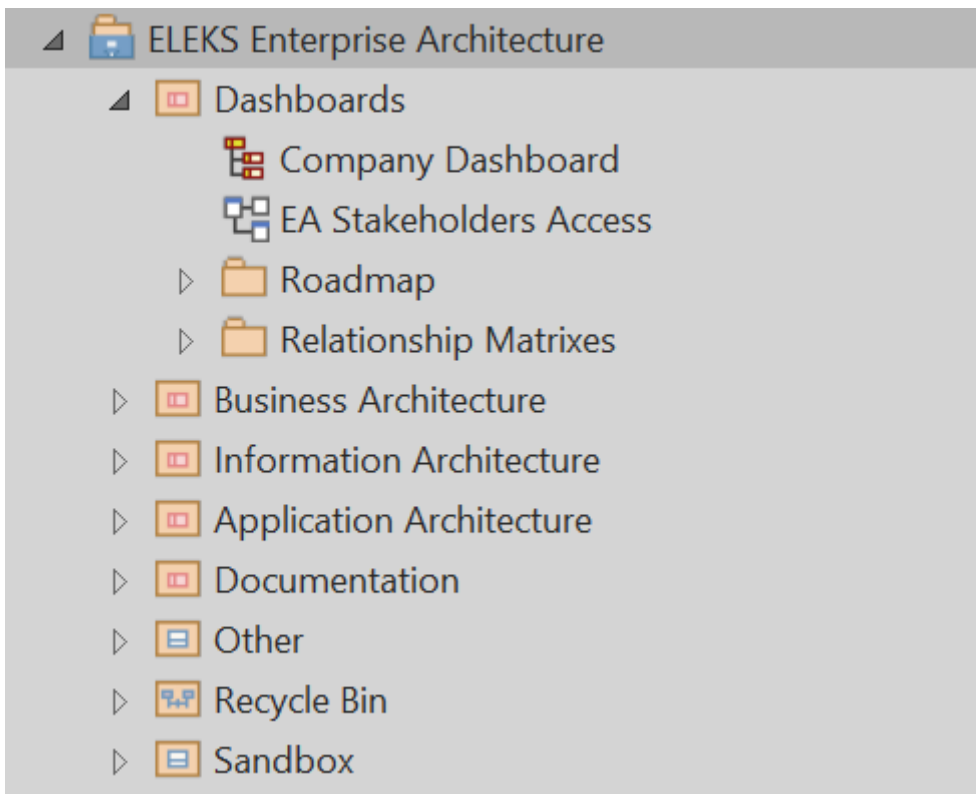 ELEKS Enterprise Architecture
Dashboards
Company Dashboard
EA Stakeholders Access
Roadmap
Relationship Matrixes
Business Architecture
Information Architecture
Application Architecture
Documentation
Other
Recycle Bin
Sandbox